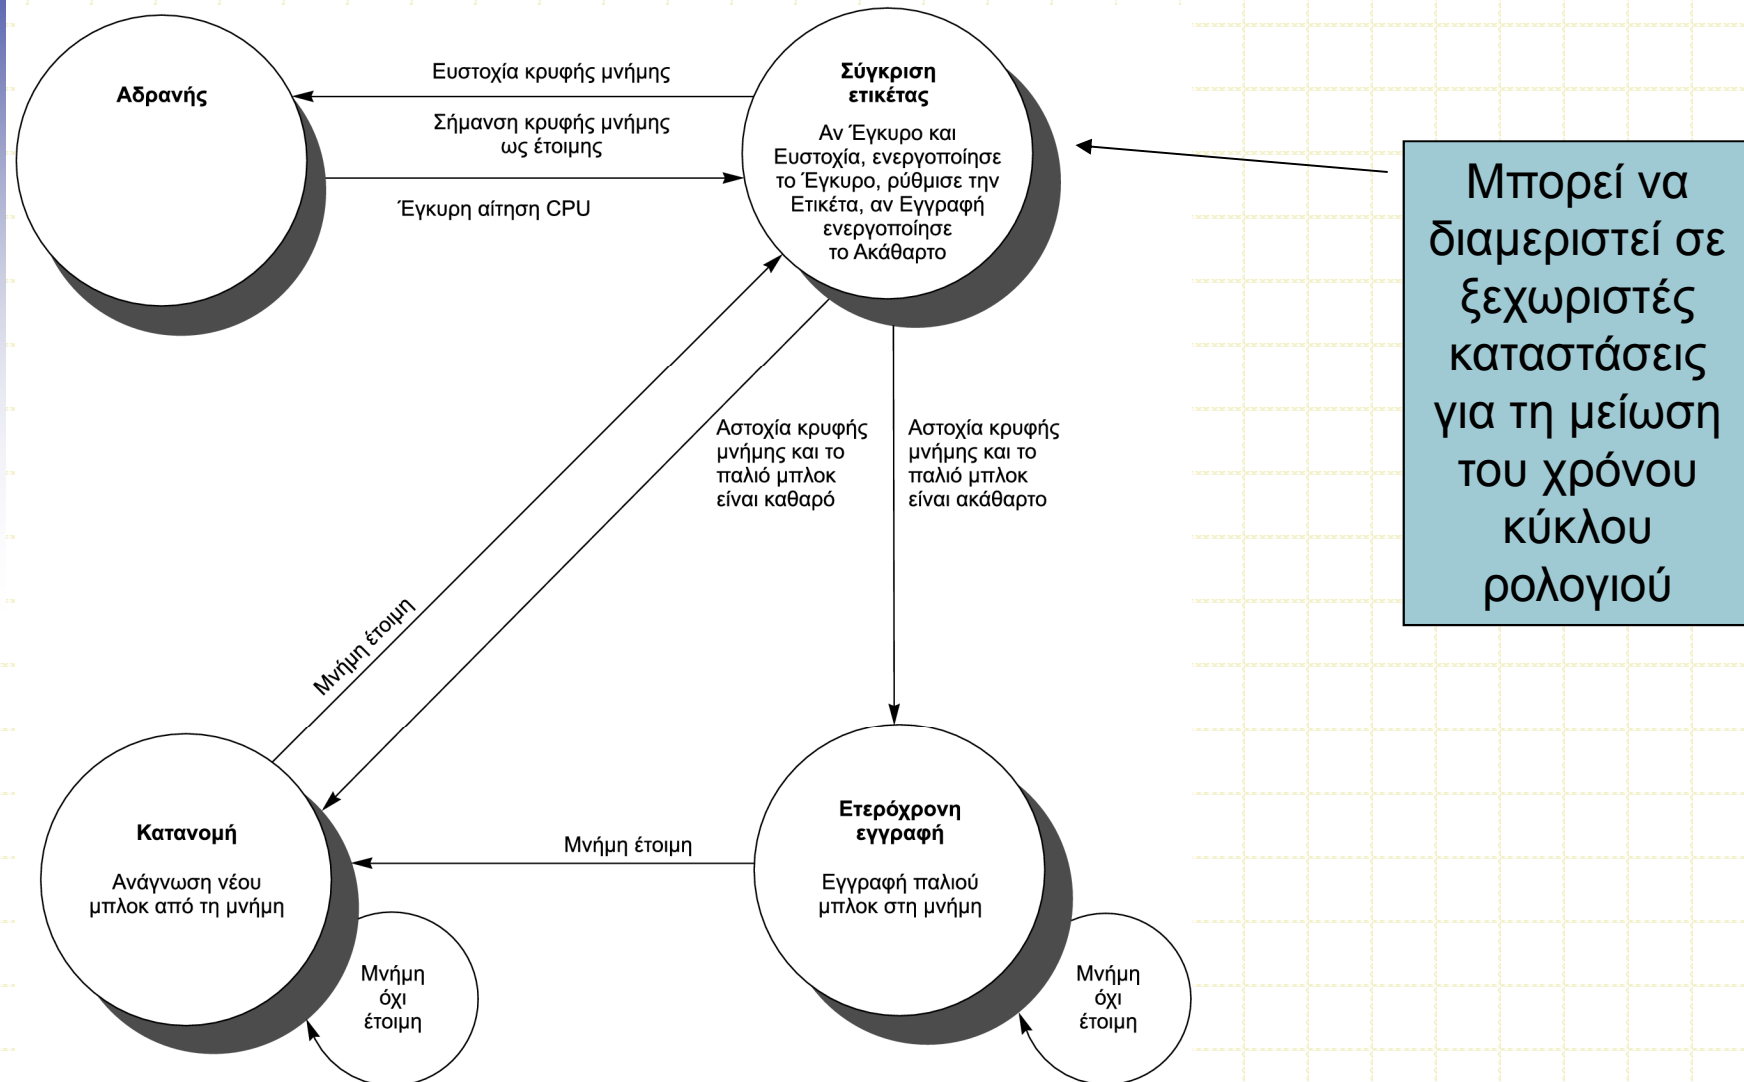 Αδρανής
Ευστοχία κρυφής μνήμης
Σήμανση κρυφής μνήμης
ως έτοιμης
Έγκυρη αίτηση CPU
Σύγκριση
ετικέτας
Αν Έγκυρο και
Ευστοχία, ενεργοποίησε
το Έγκυρο, ρύθμισε την
Ετικέτα, αν Εγγραφή
ενεργοποίησε
το Ακάθαρτο
Μπορεί να
διαμεριστεί σε
ξεχωριστές
καταστάσεις
για τη μείωση
του χρόνου
κύκλου
ρολογιού
Αστοχία κρυφής
μνήμης και το
παλιό μπλοκ
είναι καθαρό
Αστοχία κρυφής
μνήμης και το
παλιό μπλοκ
είναι ακάθαρτο
Μνήμη έτοιμη
Κατανομή
Ανάγνωση νέου
μπλοκ από τη μνήμη
Μνήμη έτοιμη
Ετερόχρονη
εγγραφή
Εγγραφή παλιού
μπλοκ στη μνήμη
Μνήμη
όχι
έτοιμη
Μνήμη
όχι
έτοιμη